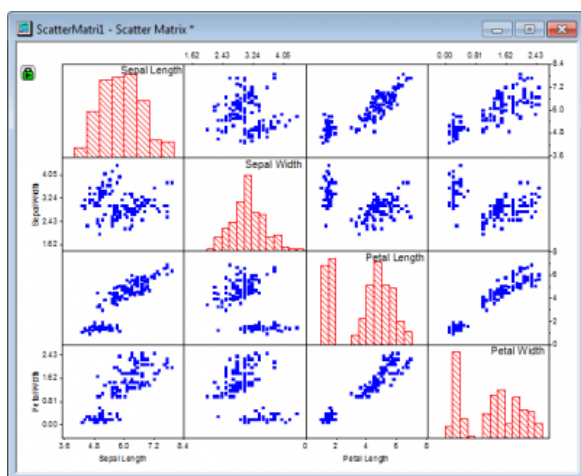 ScatterMatri1 - Scatter Matrix *
1.62 2.43 3.24 4.05
0.00 0.81 1.62 2.43
Sepal Length
8.4
7.2
6.0
4.8
3.6
Sepal Width
4.05
3.24
2.43
1.62
SepalWidth
Petal Length
8
6
4
2
0
Petal Width
2.43
1.62
0.81
0.00
PetalWidth
3.6 4.8 6.0 7.2 8.4
0 2 4 6 8
Sepal Length
Petal Length